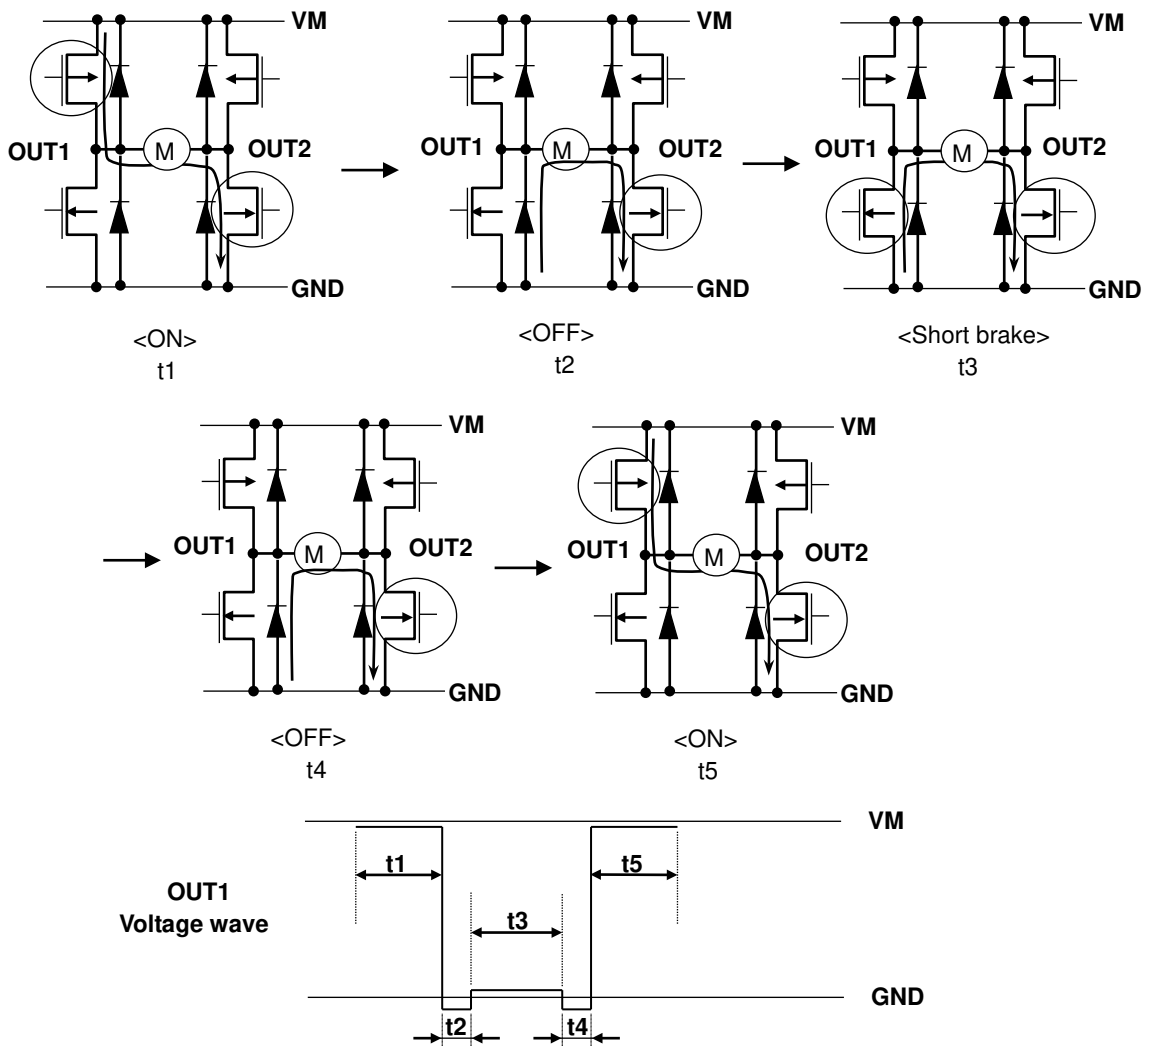 VM
VM
VM
OUT1
M
OUT2
OUT1
M
OUT2
OUT1
M
OUT2
GND
GND
GND
<ON>
t1
<OFF>
t2
<Short brake>
t3
VM
VM
OUT1
M
OUT2
OUT1
M
OUT2
GND
GND
<OFF>
t4
<ON>
t5
VM
t1
t5
OUT1
Voltage wave
t3
GND
t2
t4